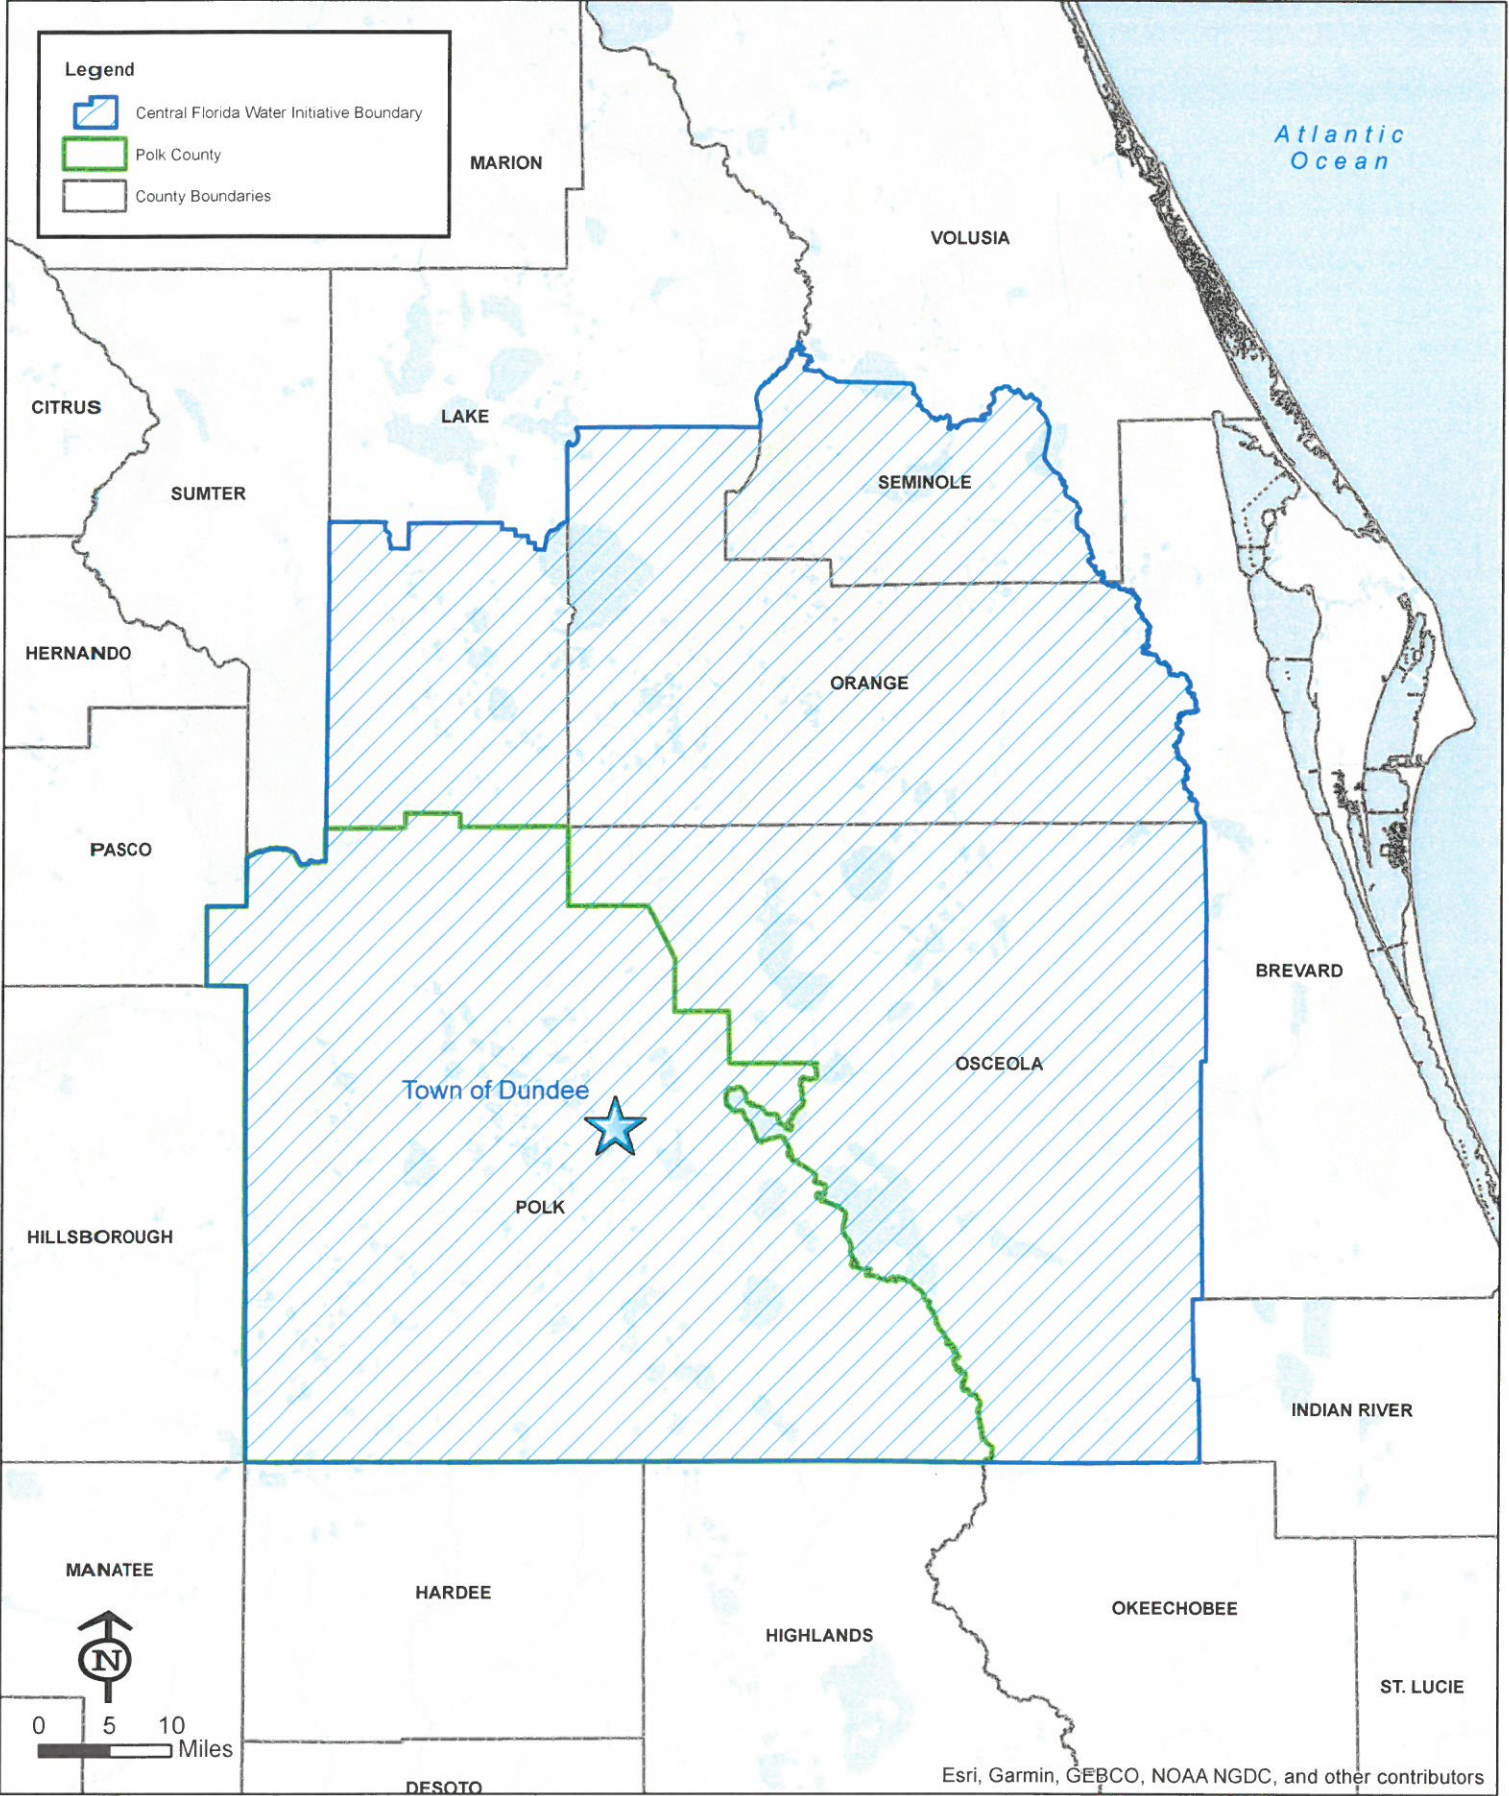 Legend
Central Florida Water Initiative Boundary
Polk County
County Boundaries
MARION
Atlantic
Ocean
VOLUSIA
CITRUS
LAKE
SEMINOLE
SUMTER
HERNANDO
ORANGE
PASCO
BREVARD
OSCEOLA
Town of Dundee
POLK
HILLSBOROUGH
INDIAN RIVER
MANATEE
HARDEE
OKEECHOBEE
HIGHLANDS
N
ST. LUCIE
0 5 10
Miles
Esri, Garmin, GEBCO, NOAA NGDC, and other contributors
DESOTO